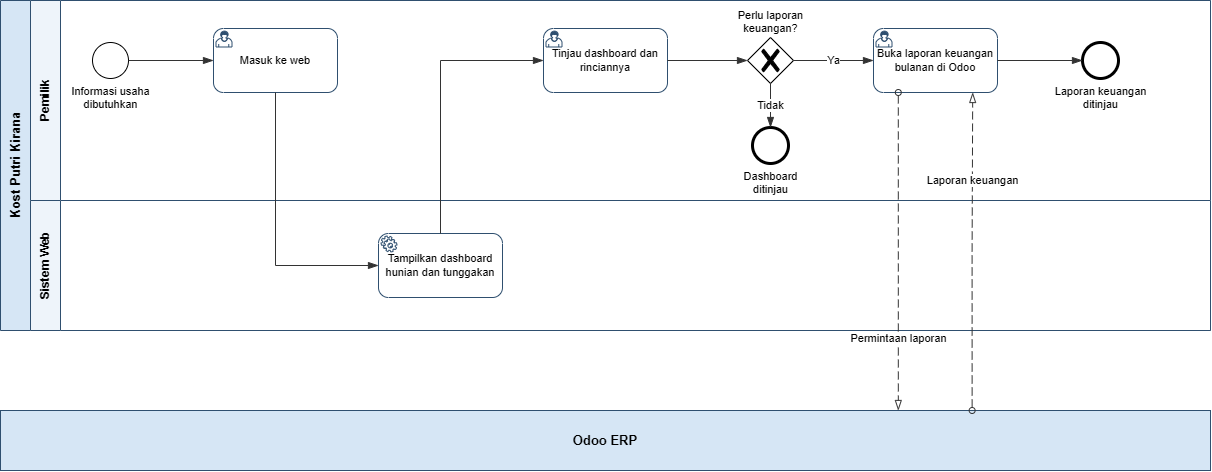 Kost Putri Kirana
Pemilik
Informasi usaha
dibutuhkan
Masuk ke web
Tinjau dashboard dan
rinciannya
Perlu laporan
keuangan?
Ya
Tidak
Dashboard
ditinjau
Buka laporan keuangan
bulanan di Odoo
Laporan keuangan
ditinjau
Laporan keuangan
Sistem Web
Tampilkan dashboard
hunian dan tunggakan
Permintaan laporan
Odoo ERP